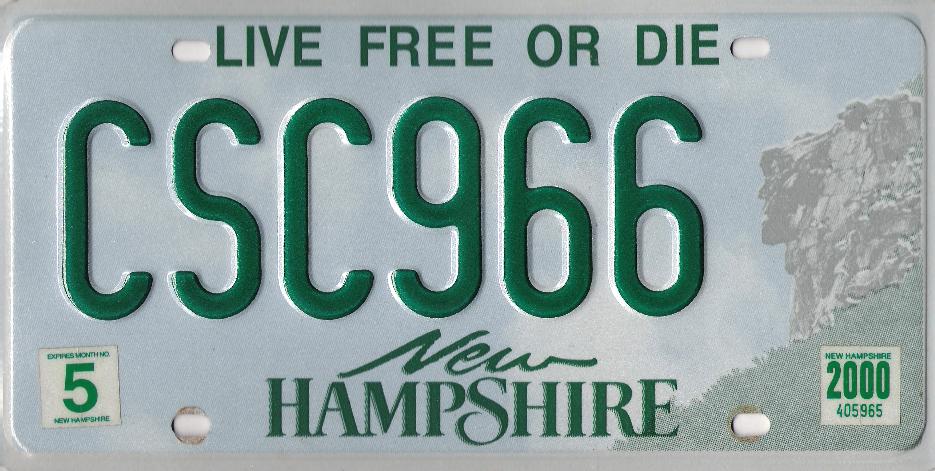 LIVE FREE OR DIE
CSC966
EXPIRES MONTH NO.
5
NEW HAMPSHIRE
New
HAMPSHIRE
NEW HAMPSHIRE
2000
405965